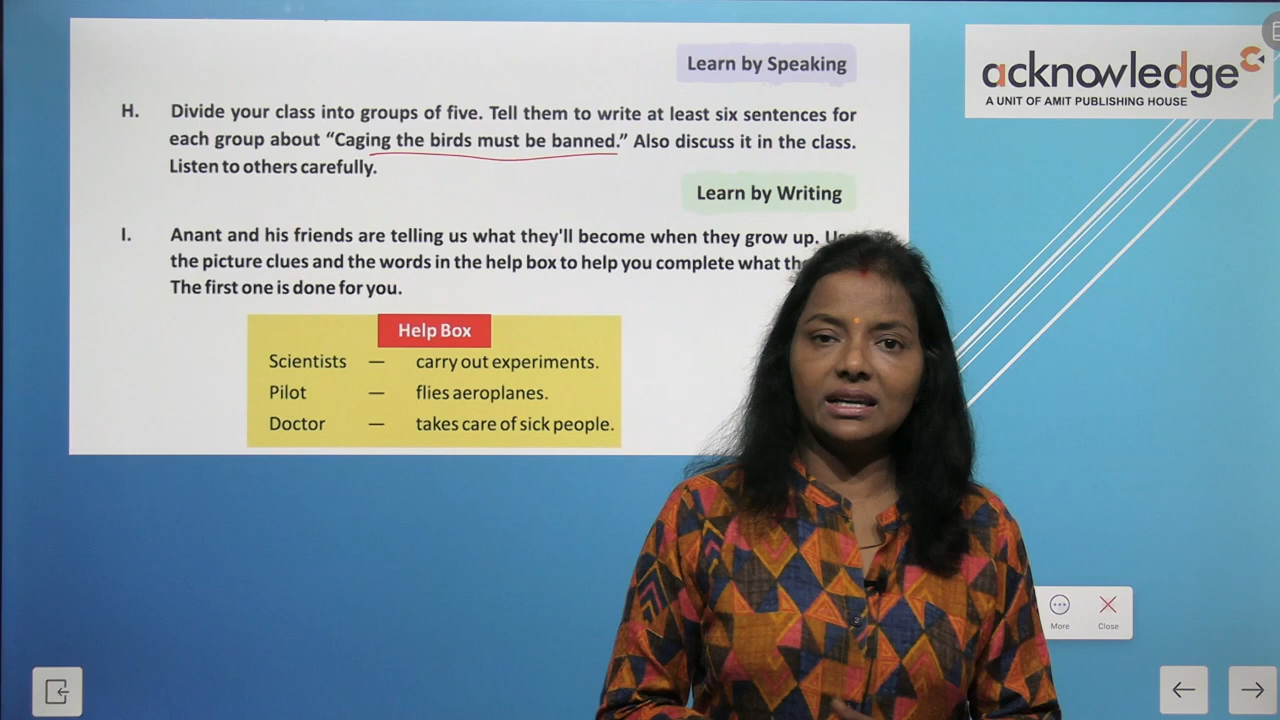 Learn by Speaking
acknowledge
A UNIT OF AMIT PUBLISHING HOUSE
H. Divide your class into groups of five. Tell them to write at least six sentences for
each group about “Caging the birds must be banned.” Also discuss it in the class.
Listen to others carefully.
Learn by Writing
I. Anant and his friends are telling us what they'll become when they grow up.
the picture clues and the words in the help box to help you complete what
The first one is done for you.
Help Box
Scientists — carry out experiments.
Pilot — flies aeroplanes.
Doctor — takes care of sick people.
More
Close